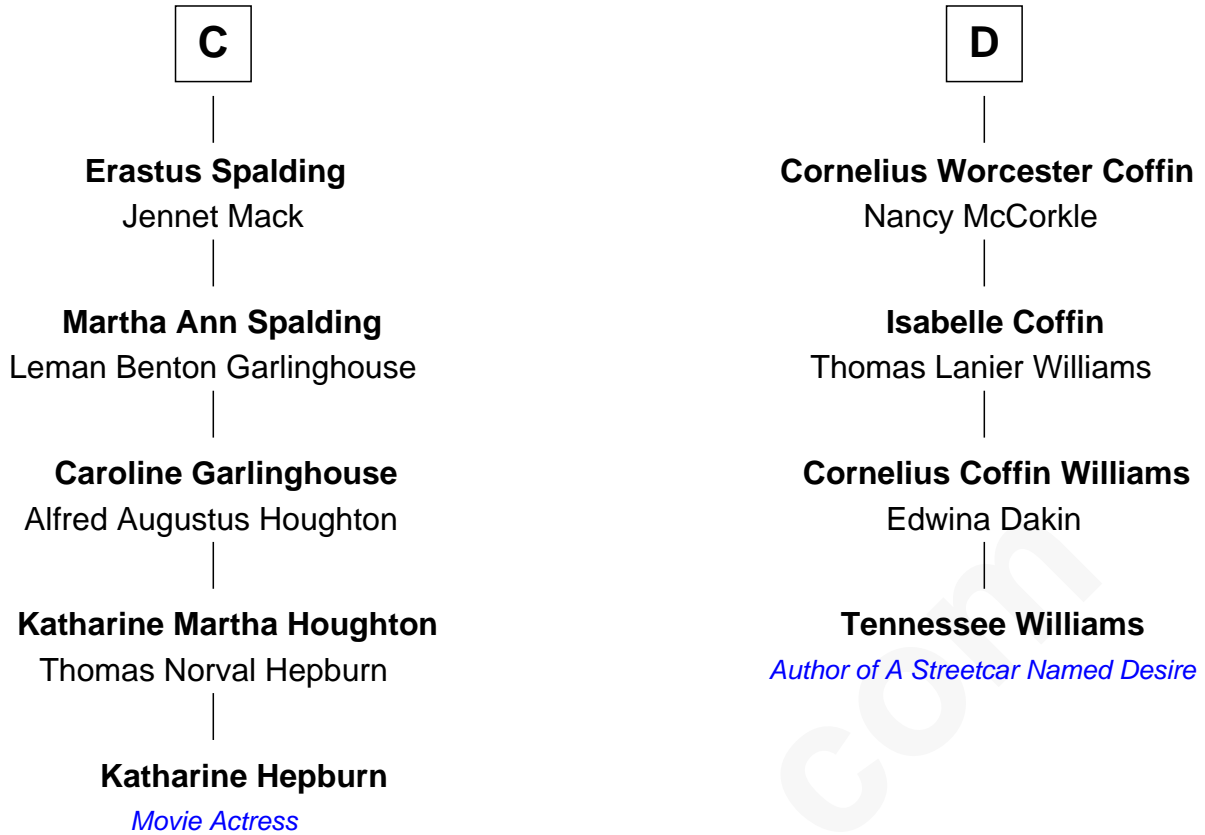 C
Erastus Spalding
Jennet Mack
Martha Ann Spalding
Leman Benton Garlinghouse
Caroline Garlinghouse
Alfred Augustus Houghton
Katharine Martha Houghton
Thomas Norval Hepburn
Katharine Hepburn
Movie Actress
D
Cornelius Worcester Coffin
Nancy McCorkle
Isabelle Coffin
Thomas Lanier Williams
Cornelius Coffin Williams
Edwina Dakin
Tennessee Williams
Author of A Streetcar Named Desire
com